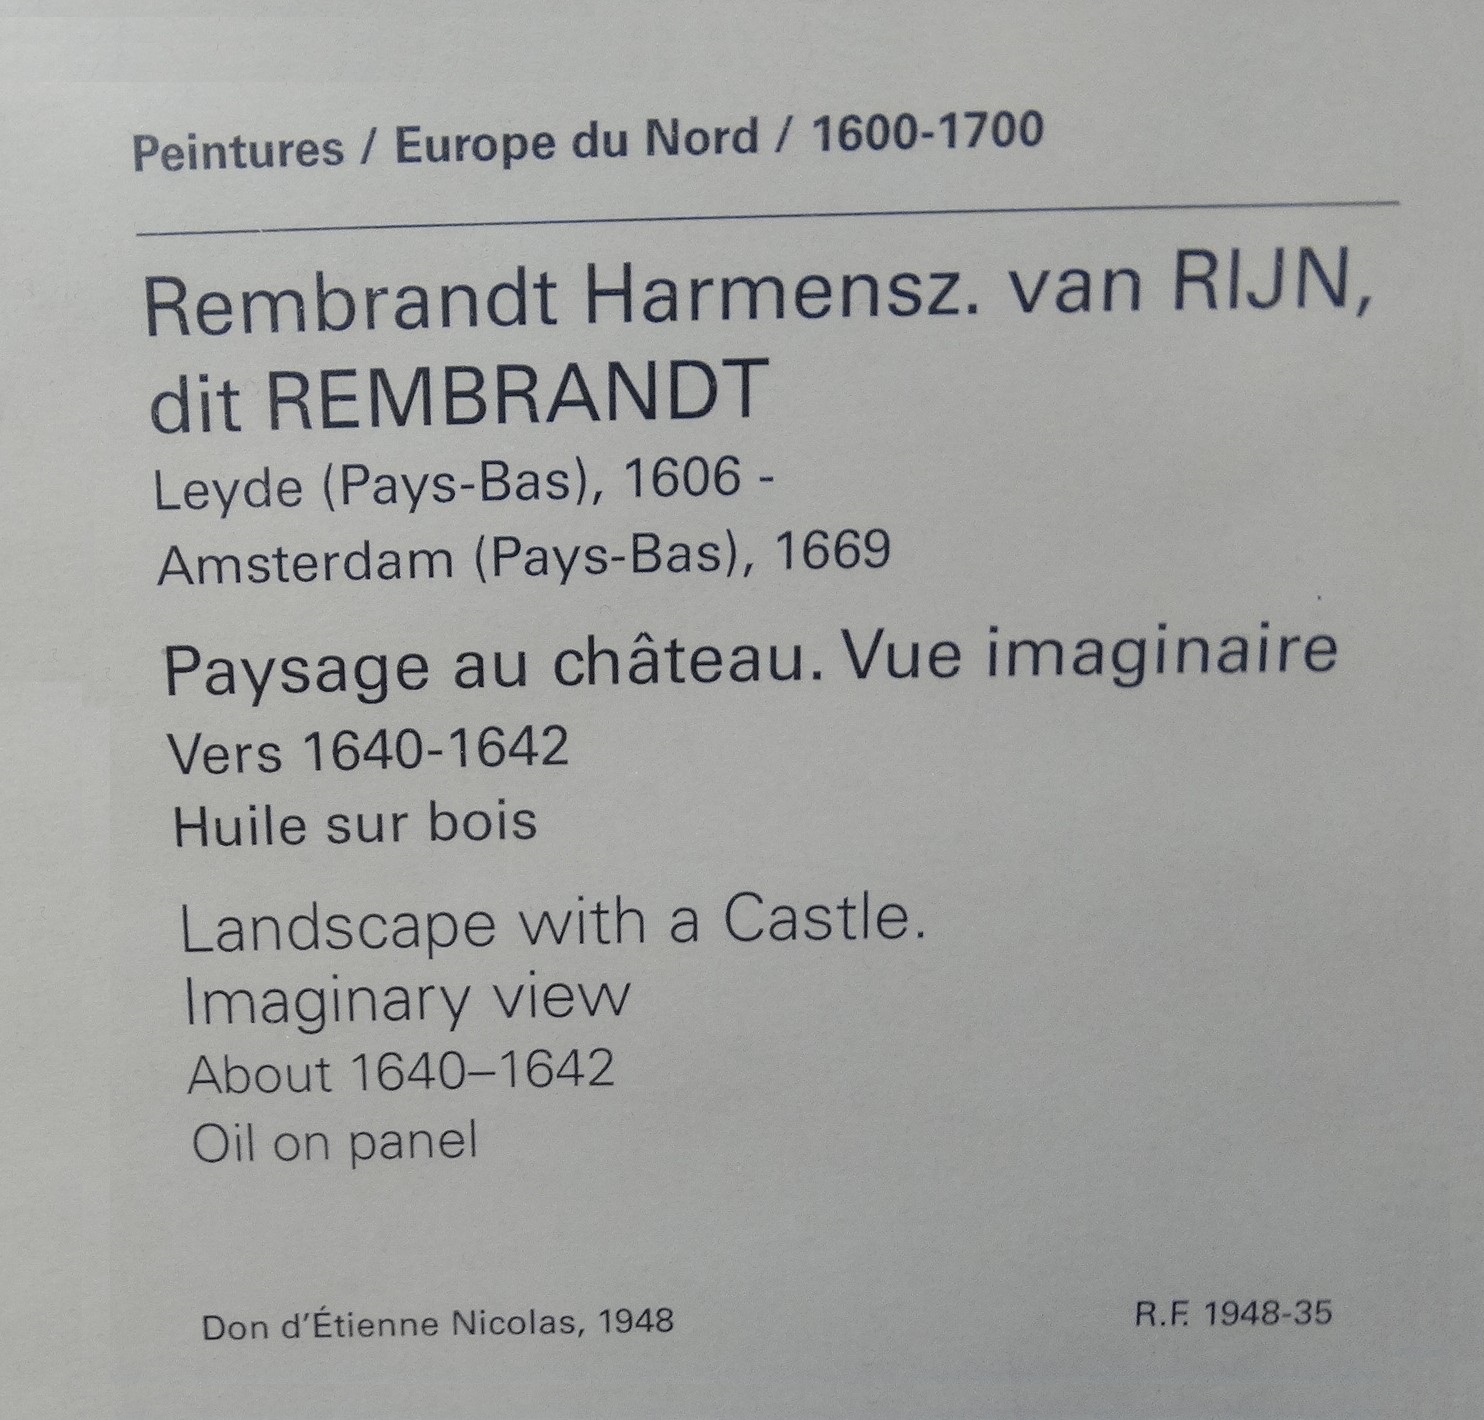 Peintures / Europe du Nord / 1600-1700
Rembrandt Harmensz. van RIJN,
dit REMBRANDT
Leyde (Pays-Bas), 1606 -
Amsterdam (Pays-Bas), 1669
Paysage au château. Vue imaginaire
Vers 1640-1642
Huile sur bois
Landscape with a Castle.
Imaginary view
About 1640–1642
Oil on panel
Don d'Étienne Nicolas, 1948
R.F. 1948-35